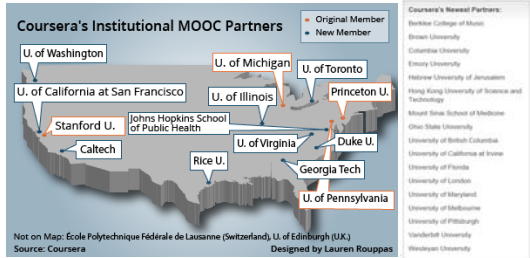 Coursera's Institutional MOOC Partners
Original Member
New Member
U. of Washington
U. of Michigan
U. of Toronto
U. of California at San Francisco
U. of Illinois
Princeton U.
Stanford U.
Johns Hopkins School
of Public Health
Caltech
U. of Virginia
Duke U.
Rice U.
Georgia Tech
U. of Pennsylvania
Not on Map: École Polytechnique Fédérale de Lausanne (Switzerland), U. of Edinburgh (U.K.)
Source: Coursera
Designed by Lauren Rouppas
Coursera's Newest Partners:
Berklee College of Music
Brown University
Columbia University
Emory University
Hebrew University of Jerusalem
Hong Kong University of Science and
Technology
Mount Sinai School of Medicine
Ohio State University
University of British Columbia
University of California at Irvine
University of Florida
University of London
University of Maryland
University of Melbourne
University of Pittsburgh
Vanderbilt University
Wesleyan University